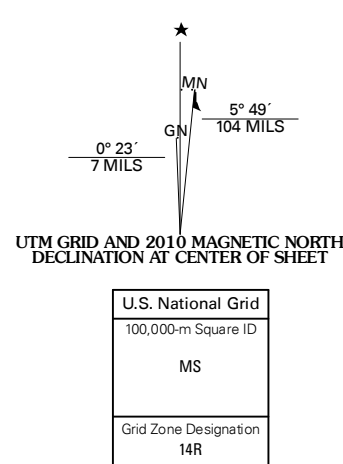 MN
GN
5° 49´
104 MILS
0° 23´
7 MILS
UTM GRID AND 2010 MAGNETIC NORTH
DECLINATION AT CENTER OF SHEET
U.S. National Grid
100,000-m Square ID
MS
Grid Zone Designation
14R